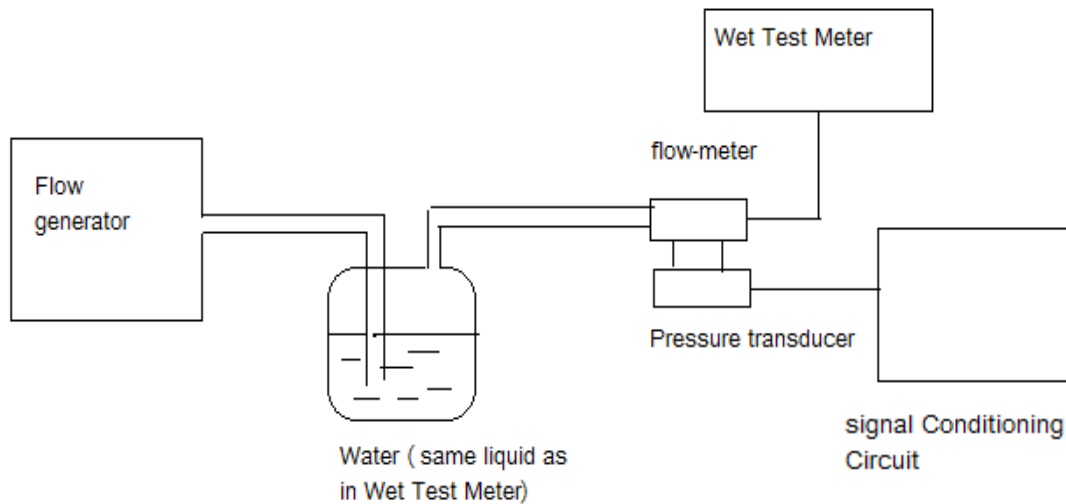 Wet Test Meter
flow-meter
Flow
generator
Pressure transducer
signal Conditioning
Circuit
Water ( same liquid as
in Wet Test Meter)